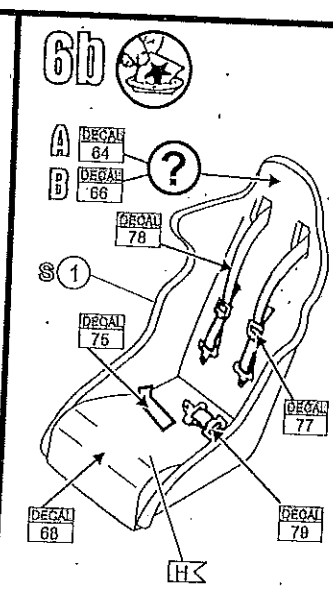 6b
A DECAL 64
?
B DECAL 66
DECAL 78
S 1
DECAL 75
DECAL 77
DECAL 68
DECAL 79
H